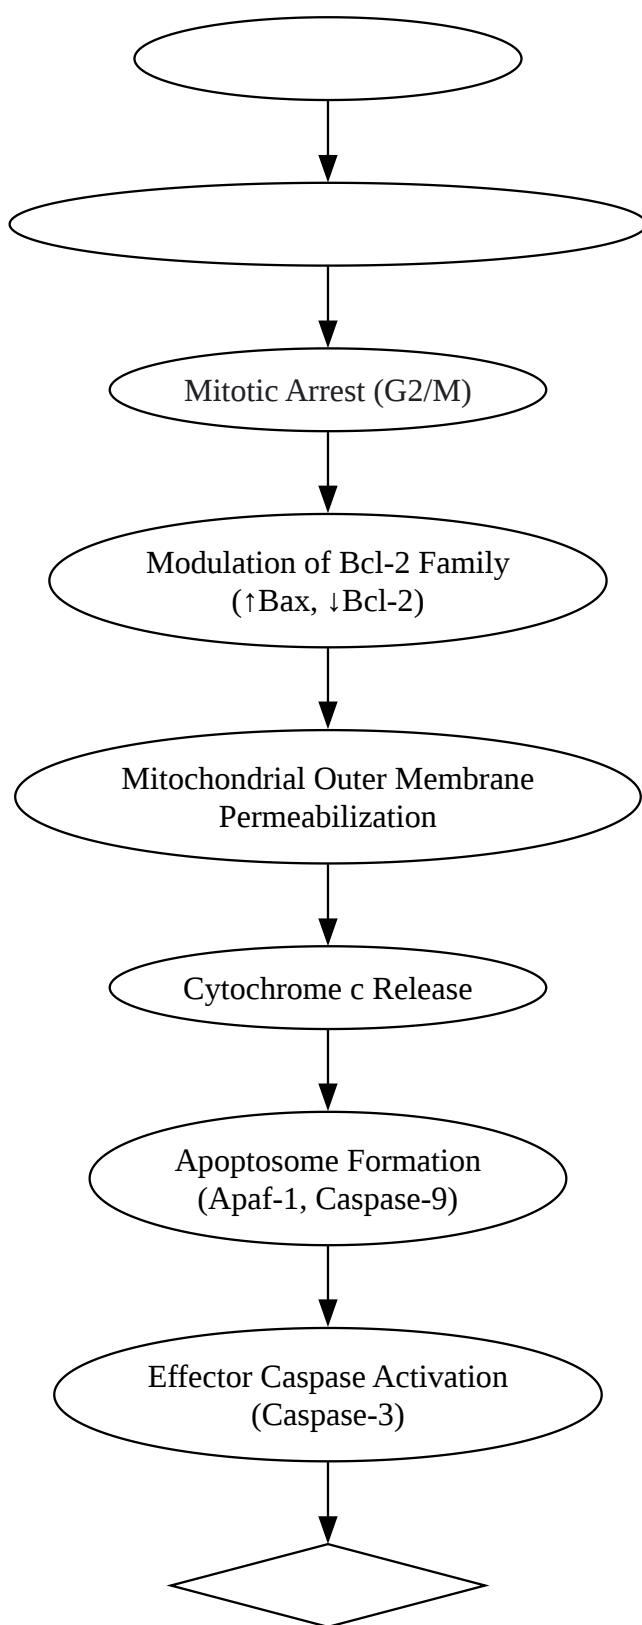 Mitotic Arrest (G2/M)
Modulation of Bcl-2 Family
(↑Bax, ↓Bcl-2)
Mitochondrial Outer Membrane
Permeabilization
Cytochrome c Release
Apoptosome Formation
(Apaf-1, Caspase-9)
Effector Caspase Activation
(Caspase-3)